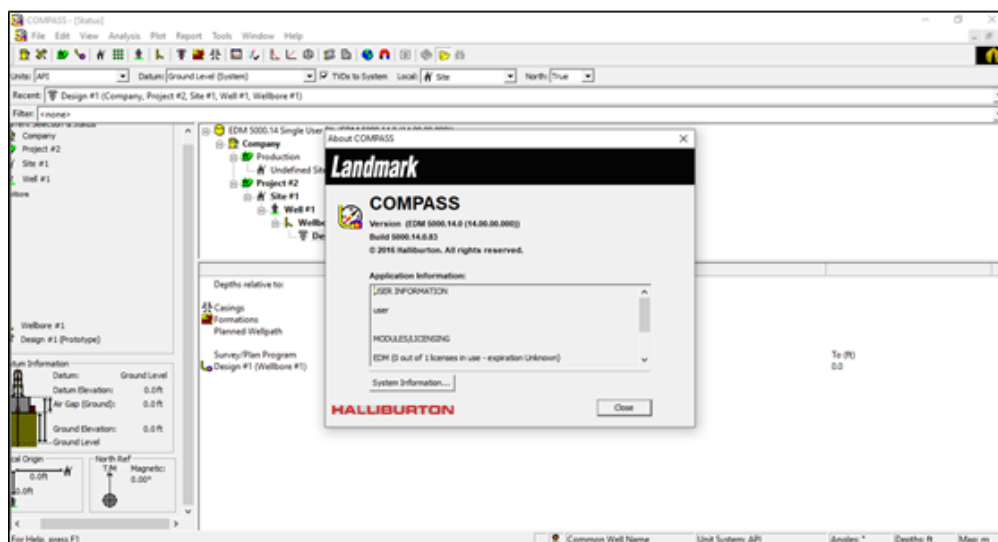 COMPASS - [Status]
File Edit View Analysis Plot Report Tools Window Help
Units: API Datum: Ground Level (System) TVDs to System Local: Site North: True
Recent: Design #1 (Company, Project #2, Site #1, Well #1, Wellbore #1)
Filter: <none>
Company
Project #2
Site #1
Well #1
Wellbore #1
Design #1 (Prototype)
Datum: Ground Level
Datum Elevation: 0.0ft
Air Gap (Ground): 0.0ft
Ground Elevation: 0.0ft
Ground Level
North Ref
0.0ft
0.0ft
T/M Magnetic:
0.00°
EDM 5000.14 Single User
Company
Production
Undefined
Project #2
Site #1
Well #1
Depths relative to:
Casings
Formations
Planned Wellpath
Survey/Plan Program
Design #1 (Wellbore #1)
To (ft)
0.0
About COMPASS
Landmark
COMPASS
Version (EDM 5000.14.0 (14.00.00.000))
Build 5000.14.0.83
© 2016 Halliburton. All rights reserved.
Application Information:
USER INFORMATION
user
MODULES/LICENSING
EDM (0 out of 1 licenses in use - expiration Unknown)
System Information...
HALLIBURTON
Close
For Help, press F1
Common Well Name Unit System: API Angles: ° Depths: ft Map: m